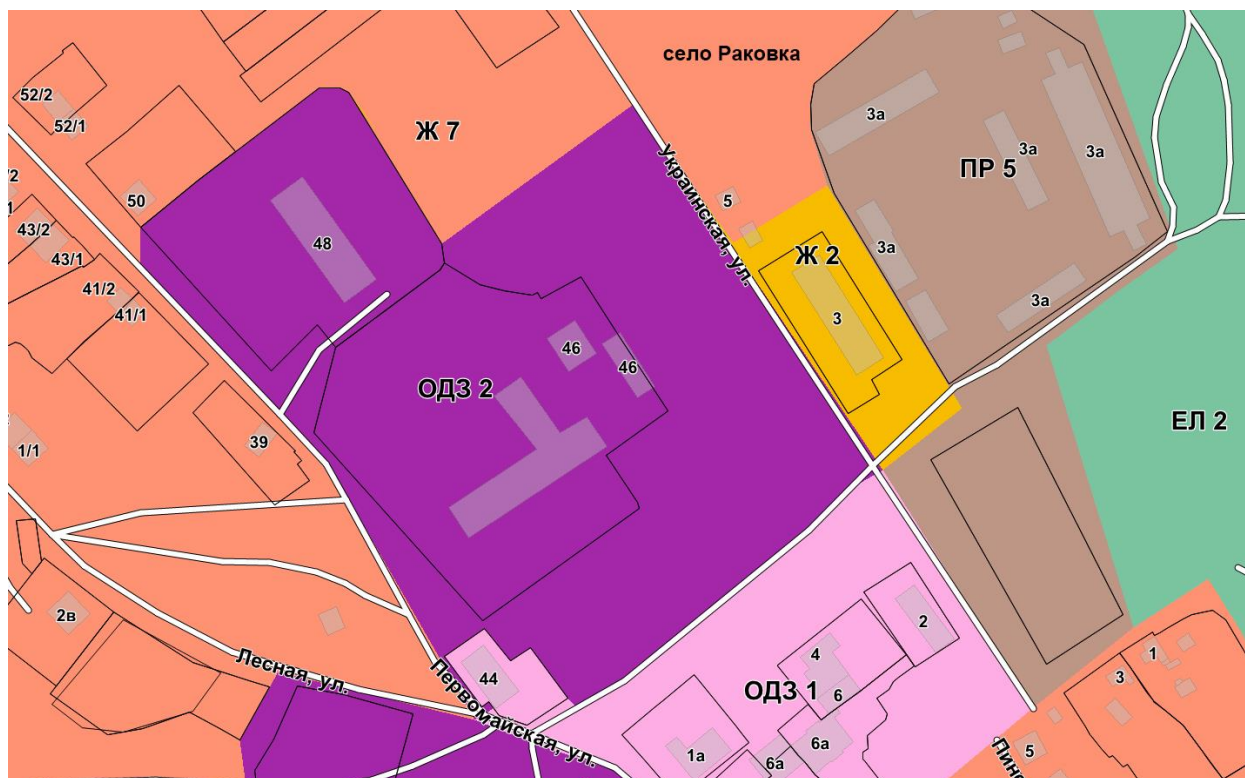 село Раковка
52/2
52/1
3а
Ж 7
3а
3а
ПР 5
Украинская, ул.
/2
50
5
1
43/2
48
3а
43/1
Ж 2
41/2
41/1
3а
3
46
46
ОДЗ 2
ЕЛ 2
39
1/1
2в
2
4
1
Лесная, ул.
Первомайская, ул.
44
3
ОДЗ 1
6
6а
5
1а
6а